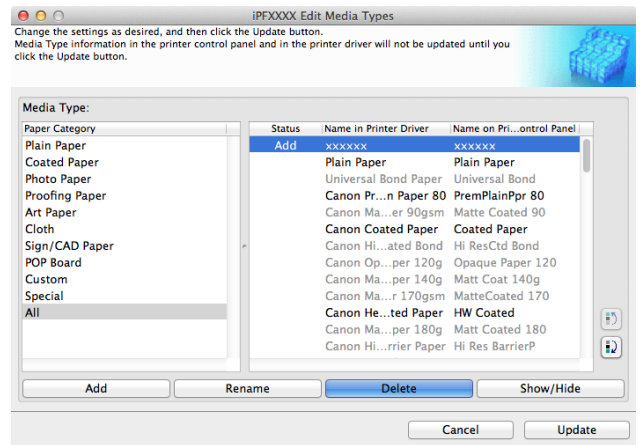 iPFXXXX Edit Media Types
Change the settings as desired, and then click the Update button.
Media Type information in the printer control panel and in the printer driver will not be updated until you
click the Update button.
Media Type:
Paper Category
Plain Paper
Coated Paper
Photo Paper
Proofing Paper
Art Paper
Cloth
Sign/CAD Paper
POP Board
Custom
Special
All
Status Name in Printer Driver Name on Pri...ontrol Panel
Add xxxxxx xxxxxx
Plain Paper Plain Paper
Universal Bond Paper Universal Bond
Canon Pr...n Paper 80 PremPlainPpr 80
Canon Ma...er 90gsm Matte Coated 90
Canon Coated Paper Coated Paper
Canon Hi...ated Bond Hi ResCtd Bond
Canon Op...per 120g Opaque Paper 120
Canon Ma...per 140g Matt Coat 140g
Canon Ma...r 170gsm MatteCoated 170
Canon He...ted Paper HW Coated
Canon Ma...per 180g Matt Coated 180
Canon Hi...rrier Paper Hi Res BarrierP
Add Rename Delete Show/Hide
Cancel Update